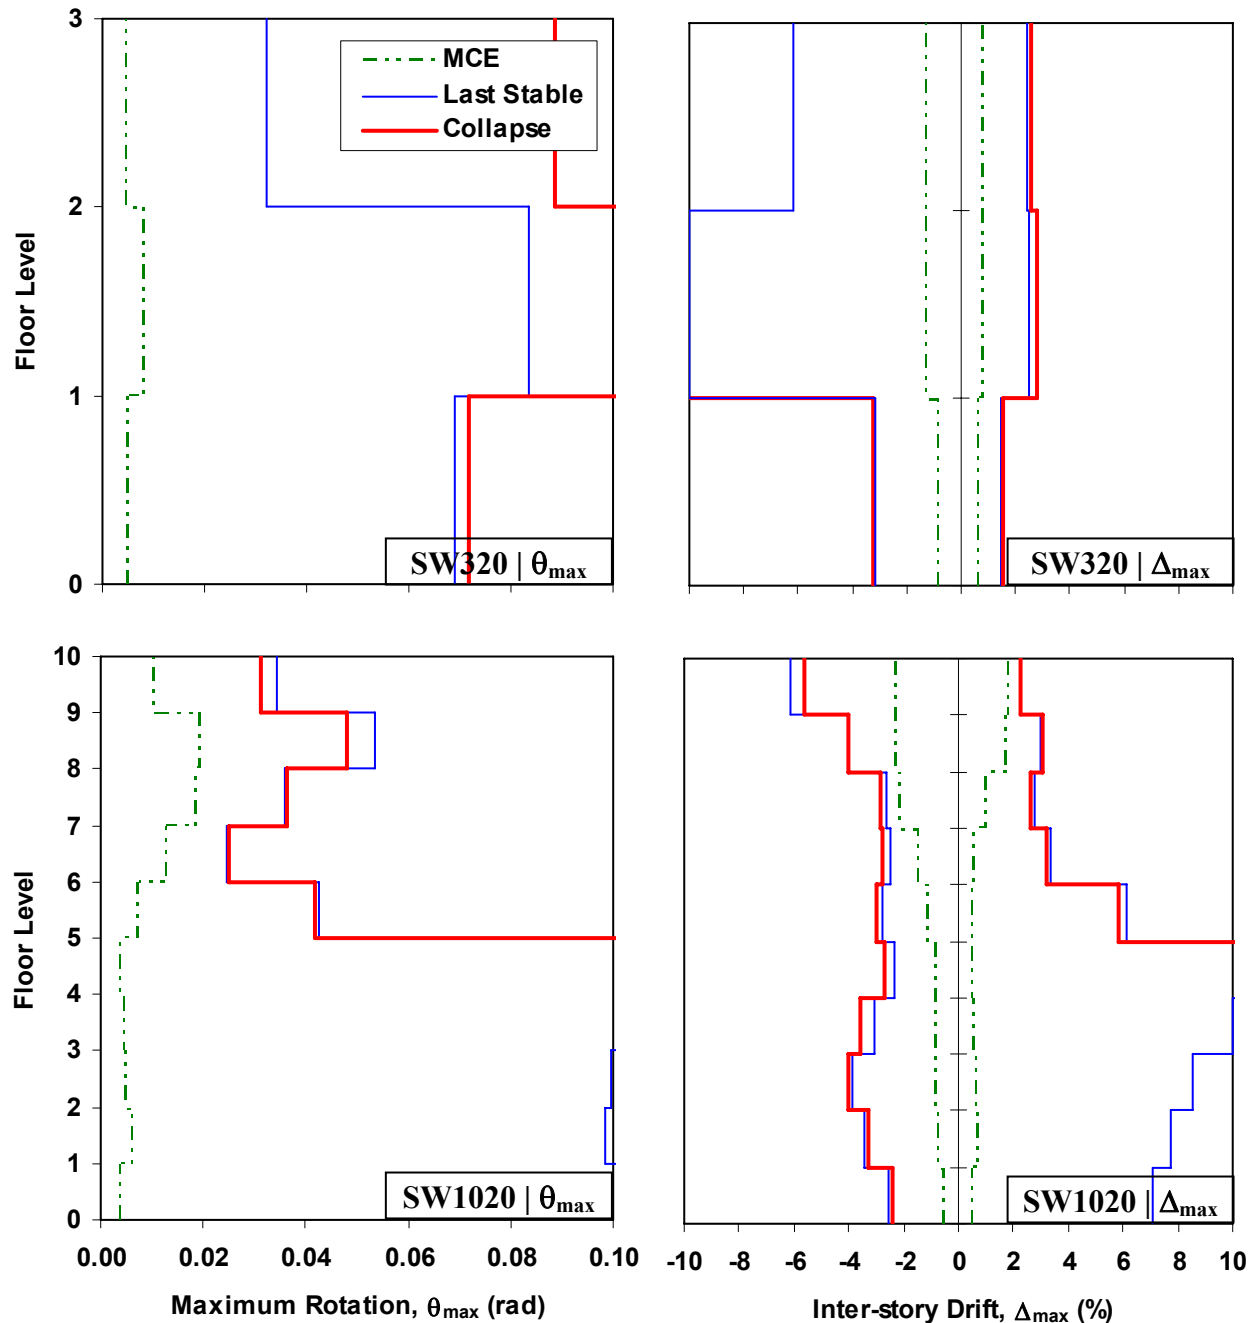 3
2
1
0
Floor Level
MCE
Last Stable
Collapse
SW320 | θmax
SW320 | Δmax
10
9
8
7
6
5
4
3
2
1
0
Floor Level
SW1020 | θmax
SW1020 | Δmax
0.00 0.02 0.04 0.06 0.08 0.10
-10 -8 -6 -4 -2 0 2 4 6 8 10
Maximum Rotation, θmax (rad)
Inter-story Drift, Δmax (%)